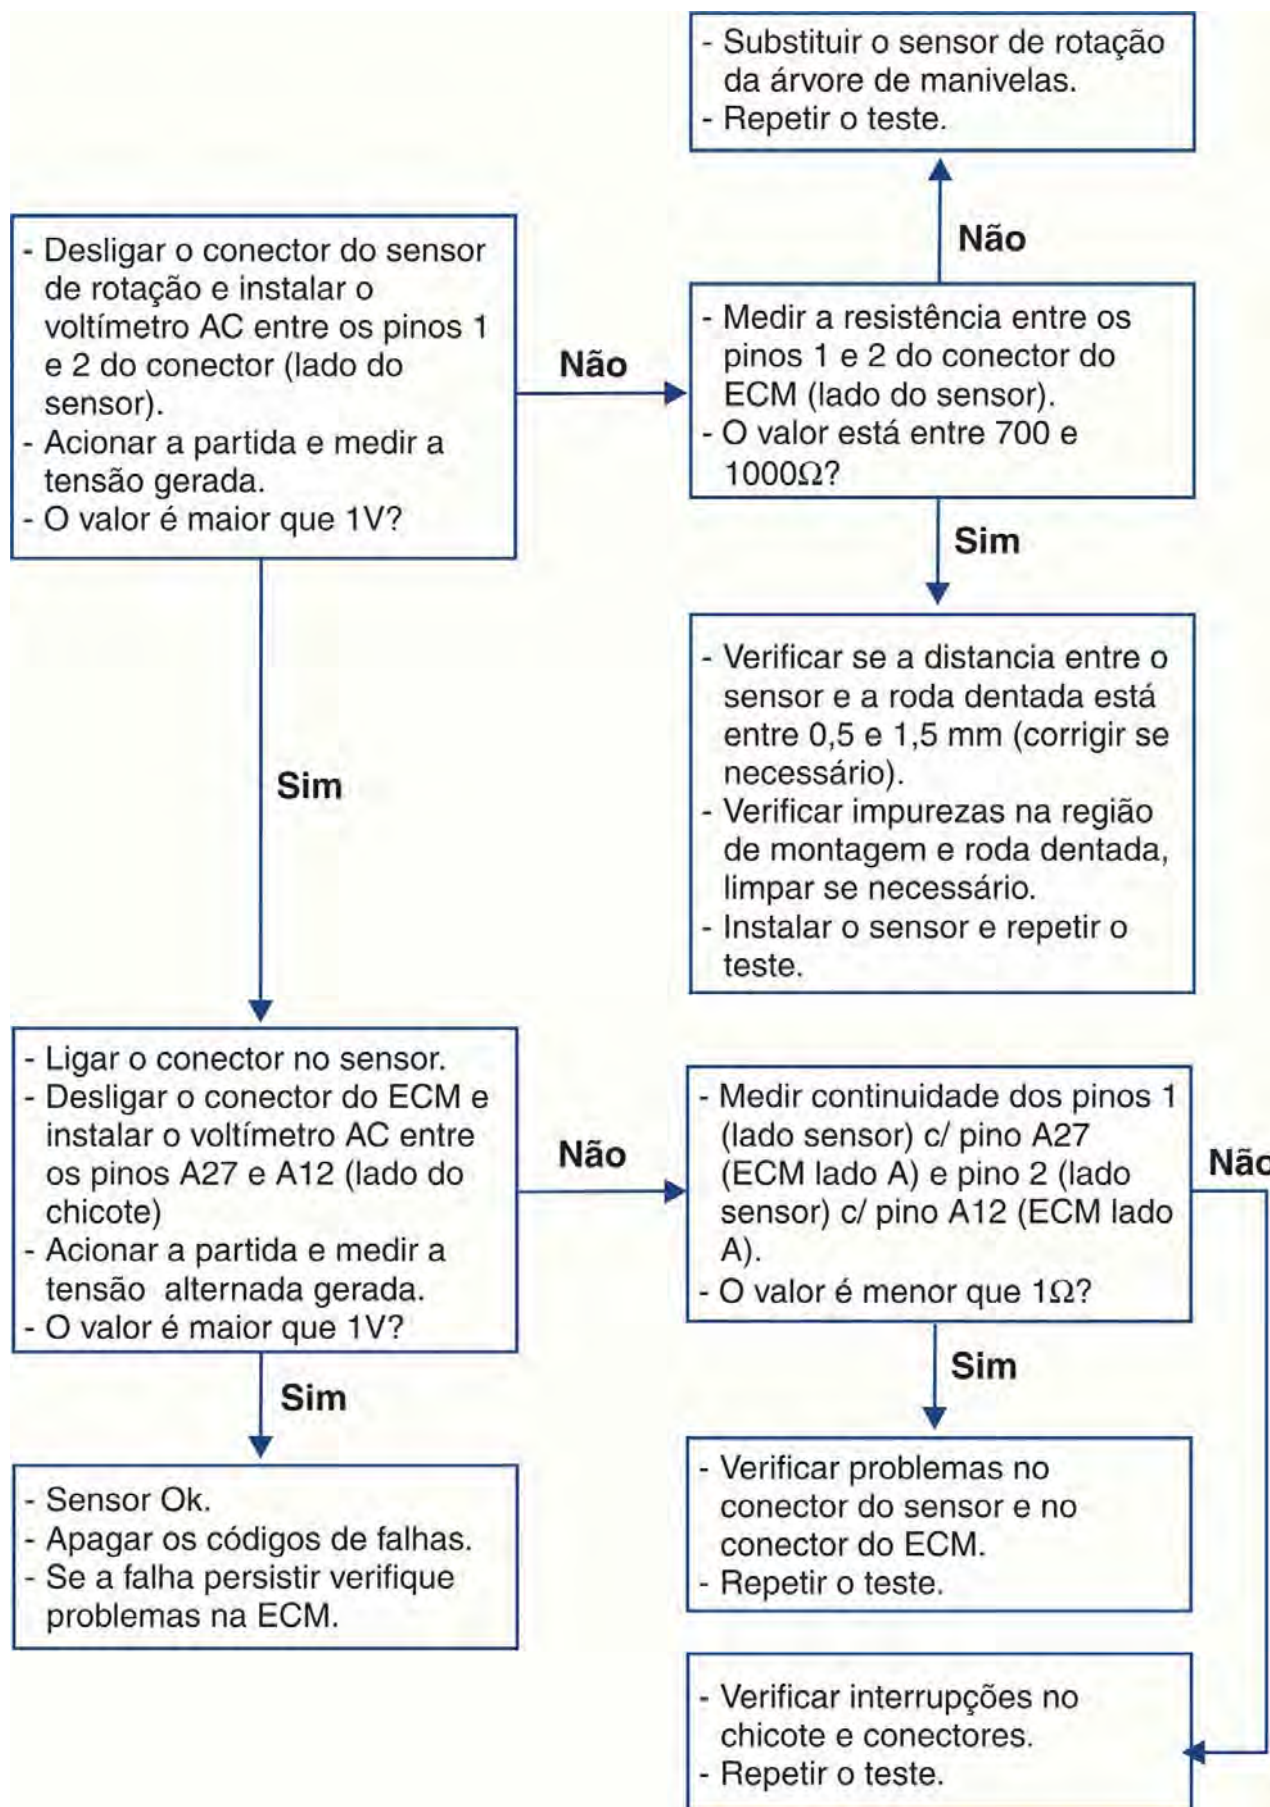 - Substituir o sensor de rotação
da árvore de manivelas.
- Repetir o teste.
Não
- Desligar o conector do sensor
de rotação e instalar o
voltímetro AC entre os pinos 1
e 2 do conector (lado do
sensor).
- Acionar a partida e medir a
tensão gerada.
- O valor é maior que 1V?
Não
- Medir a resistência entre os
pinos 1 e 2 do conector do
ECM (lado do sensor).
- O valor está entre 700 e
1000Ω?
Sim
- Verificar se a distancia entre o
sensor e a roda dentada está
entre 0,5 e 1,5 mm (corrigir se
necessário).
- Verificar impurezas na região
de montagem e roda dentada,
limpar se necessário.
- Instalar o sensor e repetir o
teste.
Sim
- Ligar o conector no sensor.
- Desligar o conector do ECM e
instalar o voltímetro AC entre
os pinos A27 e A12 (lado do
chicote)
- Acionar a partida e medir a
tensão alternada gerada.
- O valor é maior que 1V?
Não
- Medir continuidade dos pinos 1
(lado sensor) c/ pino A27
(ECM lado A) e pino 2 (lado
sensor) c/ pino A12 (ECM lado
A).
- O valor é menor que 1Ω?
Não
Sim
Sim
- Sensor Ok.
- Apagar os códigos de falhas.
- Se a falha persistir verifique
problemas na ECM.
- Verificar problemas no
conector do sensor e no
conector do ECM.
- Repetir o teste.
- Verificar interrupções no
chicote e conectores.
- Repetir o teste.